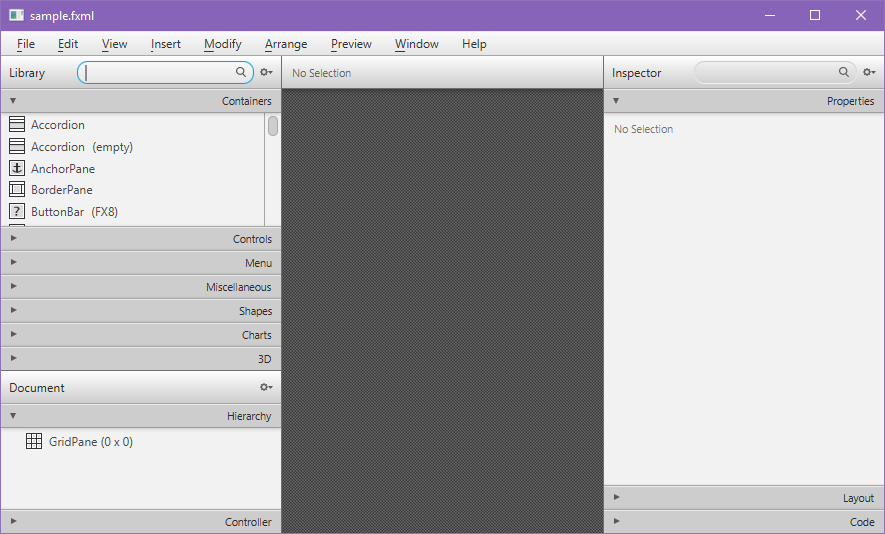 sample.fxml
File Edit View Insert Modify Arrange Preview Window Help
Library
Containers
Accordion
Accordion (empty)
AnchorPane
BorderPane
ButtonBar (FX8)
Controls
Menu
Miscellaneous
Shapes
Charts
3D
Document
Hierarchy
GridPane (0 x 0)
Controller
No Selection
Inspector
Properties
No Selection
Layout
Code